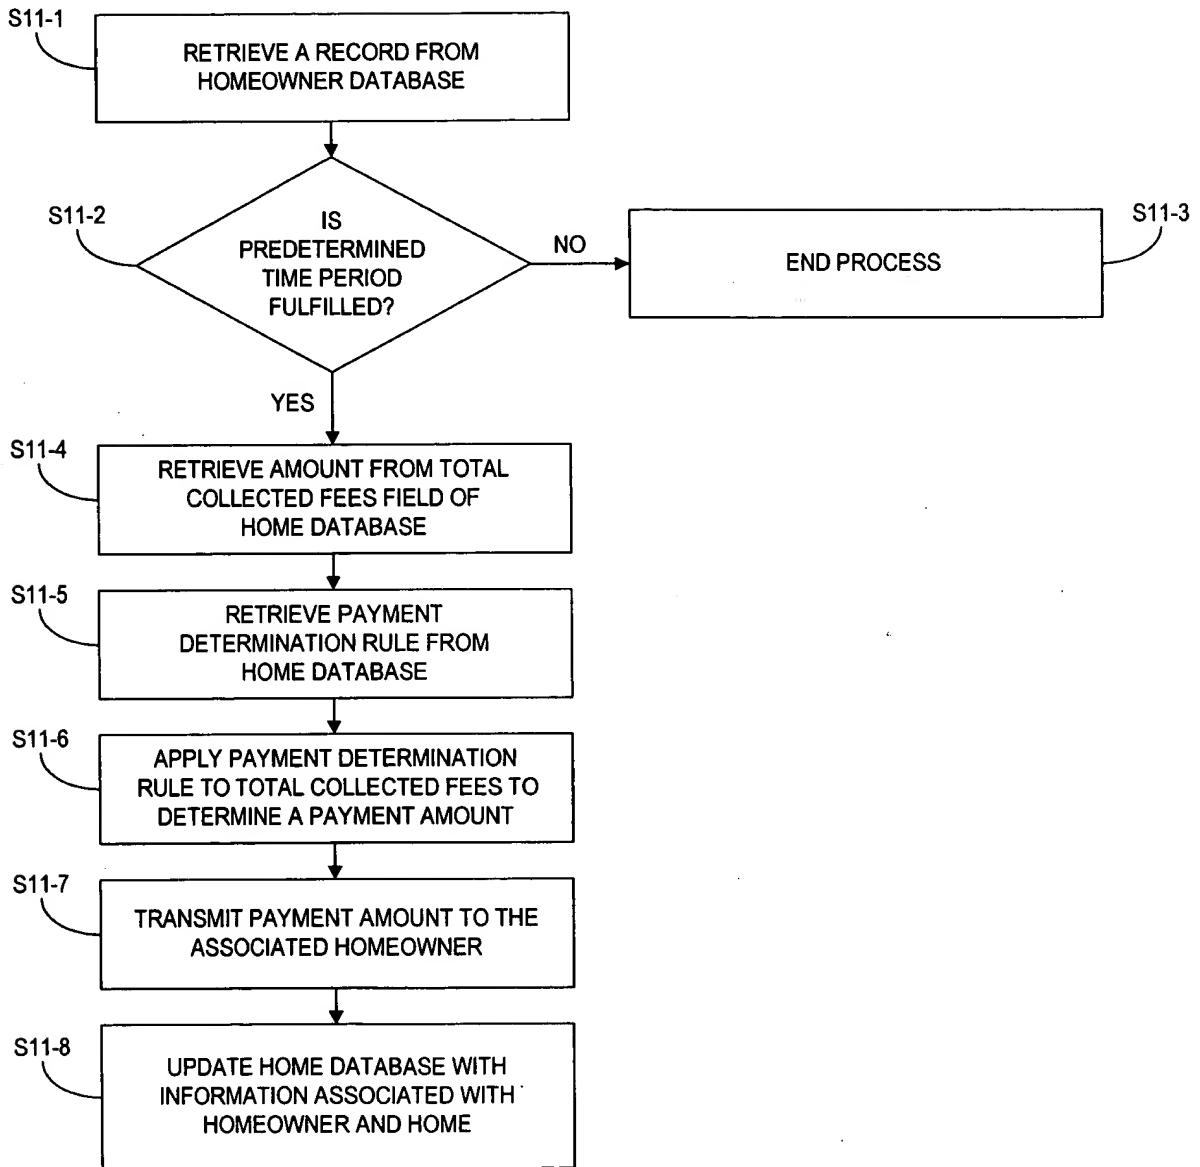 S11-1
RETRIEVE A RECORD FROM
HOMEOWNER DATABASE
S11-2
IS
PREDETERMINED
TIME PERIOD
FULFILLED?
NO
S11-3
END PROCESS
YES
S11-4
RETRIEVE AMOUNT FROM TOTAL
COLLECTED FEES FIELD OF
HOME DATABASE
S11-5
RETRIEVE PAYMENT
DETERMINATION RULE FROM
HOME DATABASE
S11-6
APPLY PAYMENT DETERMINATION
RULE TO TOTAL COLLECTED FEES TO
DETERMINE A PAYMENT AMOUNT
S11-7
TRANSMIT PAYMENT AMOUNT TO THE
ASSOCIATED HOMEOWNER
S11-8
UPDATE HOME DATABASE WITH
INFORMATION ASSOCIATED WITH
HOMEOWNER AND HOME